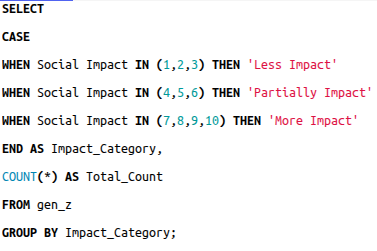 SELECT
CASE
WHEN Social Impact IN (1,2,3) THEN 'Less Impact'
WHEN Social Impact IN (4,5,6) THEN 'Partially Impact'
WHEN Social Impact IN (7,8,9,10) THEN 'More Impact'
END AS Impact_Category,
COUNT(*) AS Total_Count
FROM gen_z
GROUP BY Impact_Category;